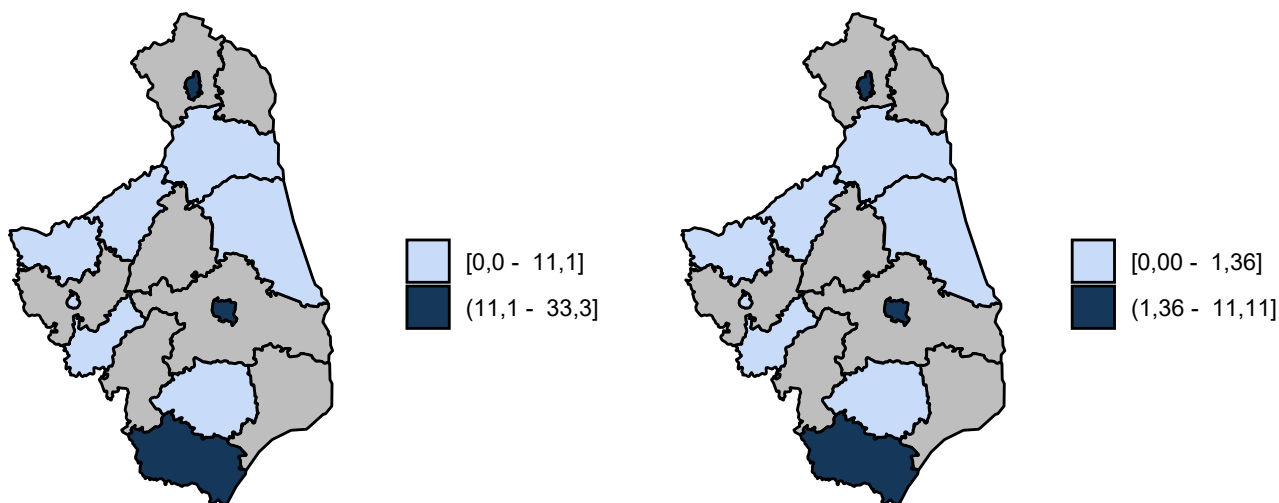 [0,0 -  11,1]
(11,1 -  33,3]
[0,00 -  1,36]
(1,36 -  11,11]